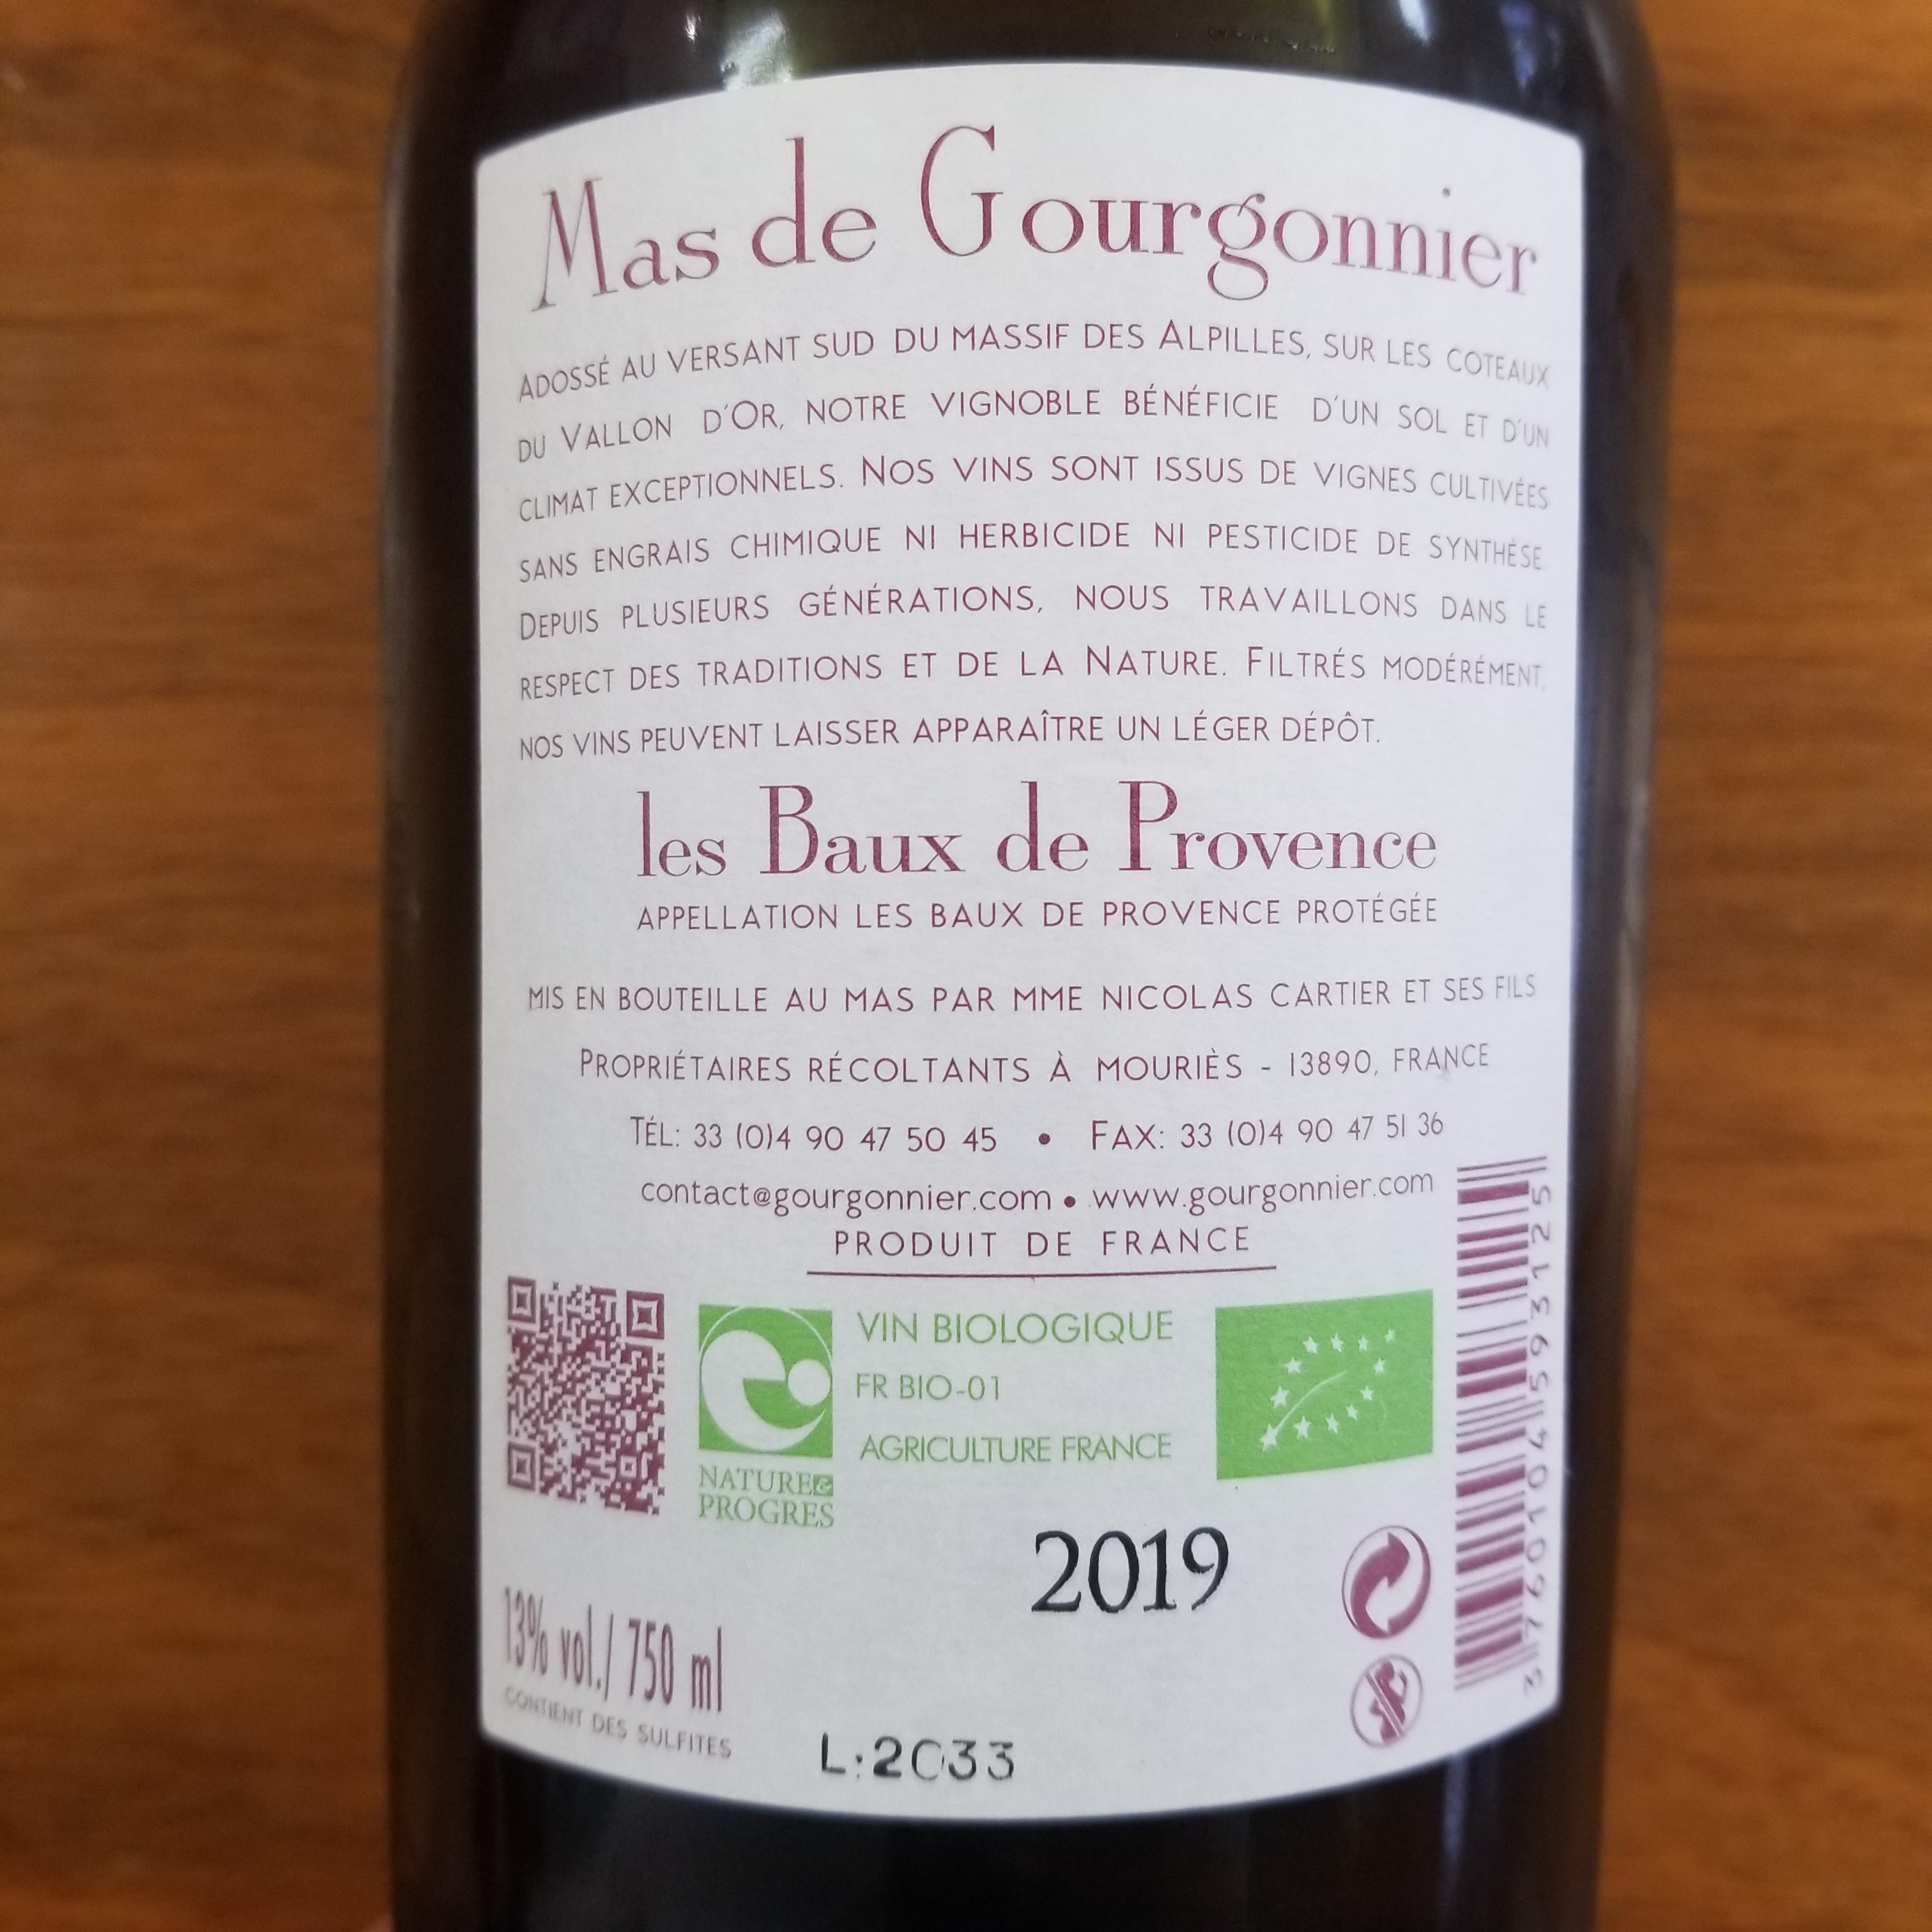 Mas de Gourgonnier
Adossé au versant sud du massif des Alpilles, sur les coteaux
du Vallon d'Or, notre vignoble bénéficie d'un sol et d'un
climat exceptionnels. Nos vins sont issus de vignes cultivées
sans engrais chimique ni herbicide ni pesticide de synthèse.
Depuis plusieurs générations, nous travaillons dans le
respect des traditions et de la Nature. Filtrés modérément,
nos vins peuvent laisser apparaître un léger dépôt.
les Baux de Provence
APPELLATION LES BAUX DE PROVENCE PROTÉGÉE
MIS EN BOUTEILLE AU MAS PAR MME NICOLAS CARTIER ET SES FILS
Propriétaires récoltants à Mouriès - 13890, FRANCE
Tél: 33 (0)4 90 47 50 45 • Fax: 33 (0)4 90 47 51 36
contact@gourgonnier.com • www.gourgonnier.com
PRODUIT DE FRANCE
VIN BIOLOGIQUE
FR BIO-01
AGRICULTURE FRANCE
NATURE &
PROGRES
2019
13% vol./ 750 ml
CONTIENT DES SULFITES
L:2033
3 760104 593125